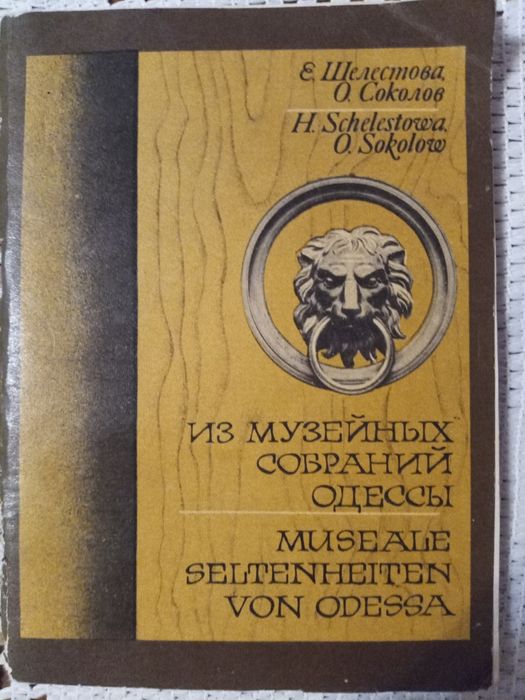 Е. Шелестова,
О. Соколов
H. Schelestowa,
O. Sokolow
ИЗ МУЗЕЙНЫХ
СОБРАНИЙ
ОДЕССЫ
MUSEALE
SELTENHEITEN
VON ODESSA